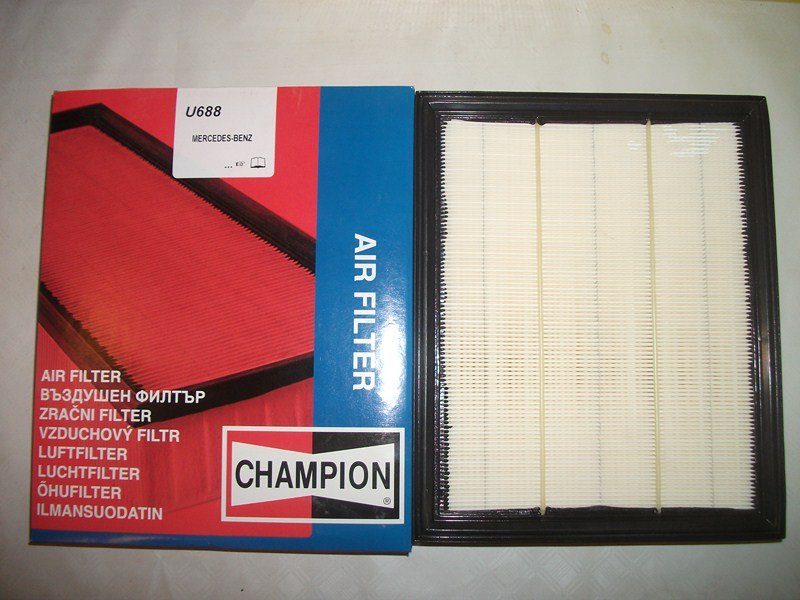 U688
MERCEDES-BENZ
AIR FILTER
AIR FILTER
ВЪЗДУШЕН ФИЛТЪР
ZRAČNI FILTER
VZDUCHOVÝ FILTR
LUFTFILTER
LUCHTFILTER
ÕHUFILTER
ILMANSUODATIN
CHAMPION®